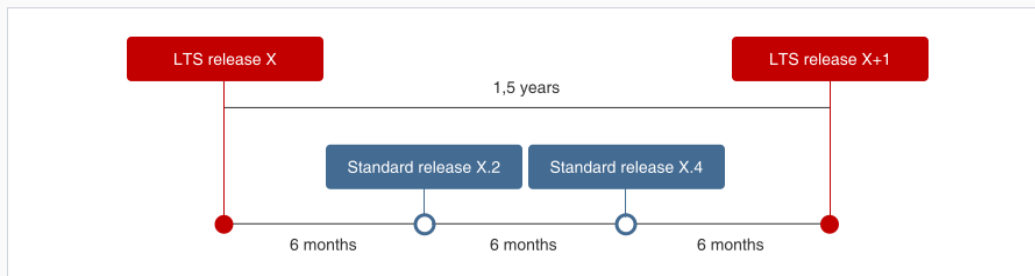 LTS release X
LTS release X+1
1,5 years
Standard release X.2
Standard release X.4
6 months
6 months
6 months